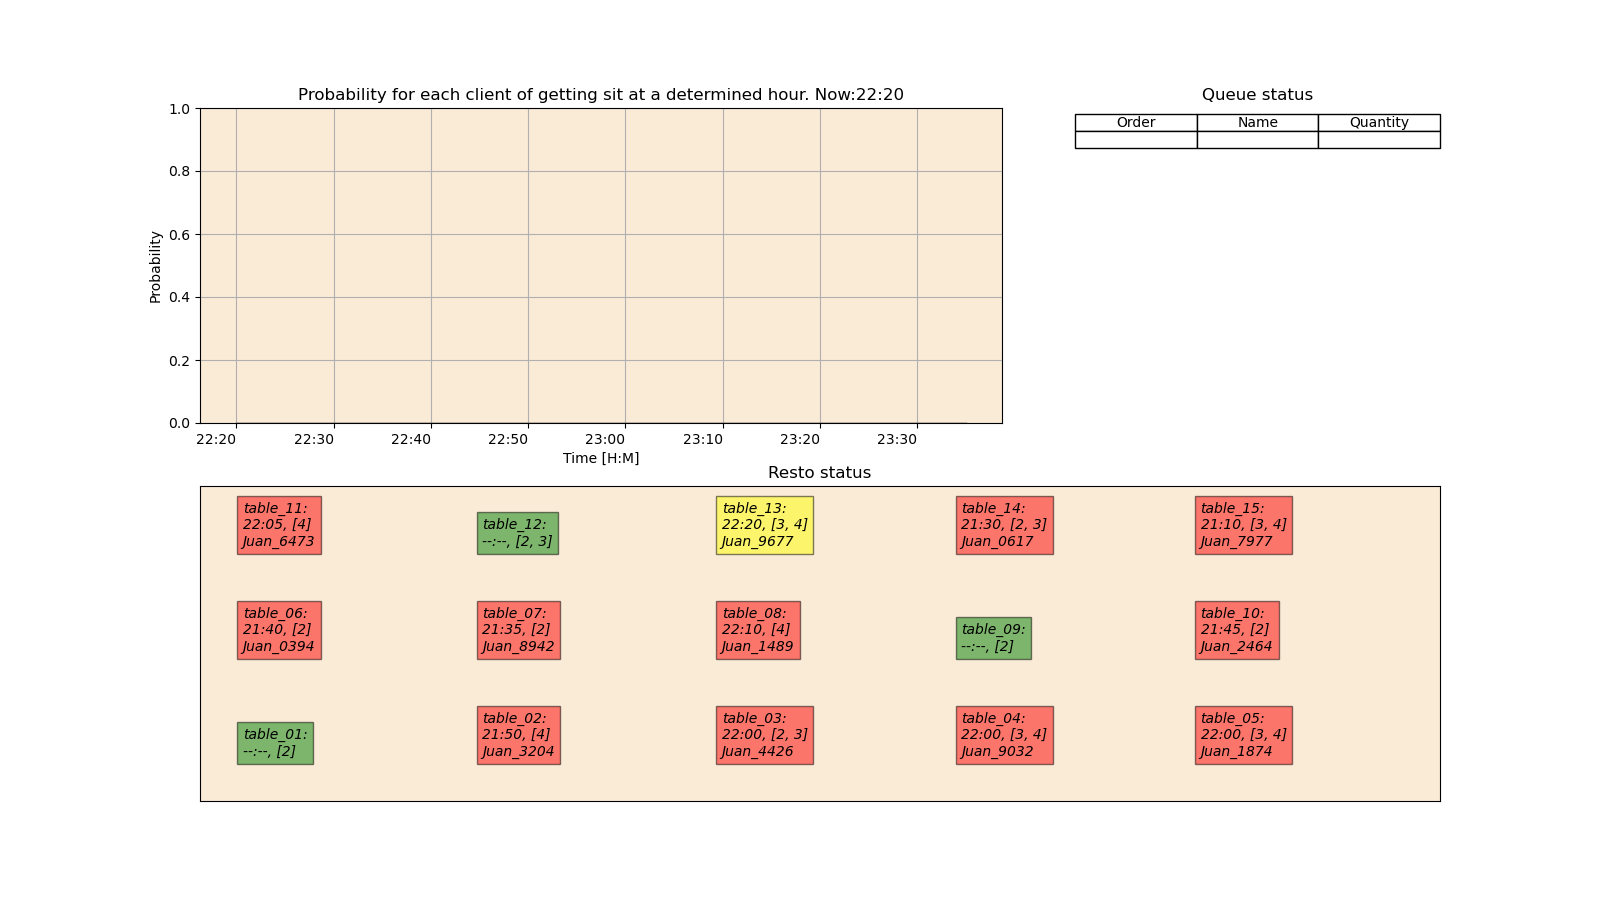 Probability for each client of getting sit at a determined hour. Now:22:20
1.0
0.8
0.6
0.4
0.2
0.0
Probability
22:20 22:30 22:40 22:50 23:00 23:10 23:20 23:30
Time [H:M]
Queue status
Order Name Quantity
Resto status
table_11:
22:05, [4]
Juan_6473
table_12:
--:--, [2, 3]
table_13:
22:20, [3, 4]
Juan_9677
table_14:
21:30, [2, 3]
Juan_0617
table_15:
21:10, [3, 4]
Juan_7977
table_06:
21:40, [2]
Juan_0394
table_07:
21:35, [2]
Juan_8942
table_08:
22:10, [4]
Juan_1489
table_09:
--:--, [2]
table_10:
21:45, [2]
Juan_2464
table_01:
--:--, [2]
table_02:
21:50, [4]
Juan_3204
table_03:
22:00, [2, 3]
Juan_4426
table_04:
22:00, [3, 4]
Juan_9032
table_05:
22:00, [3, 4]
Juan_1874